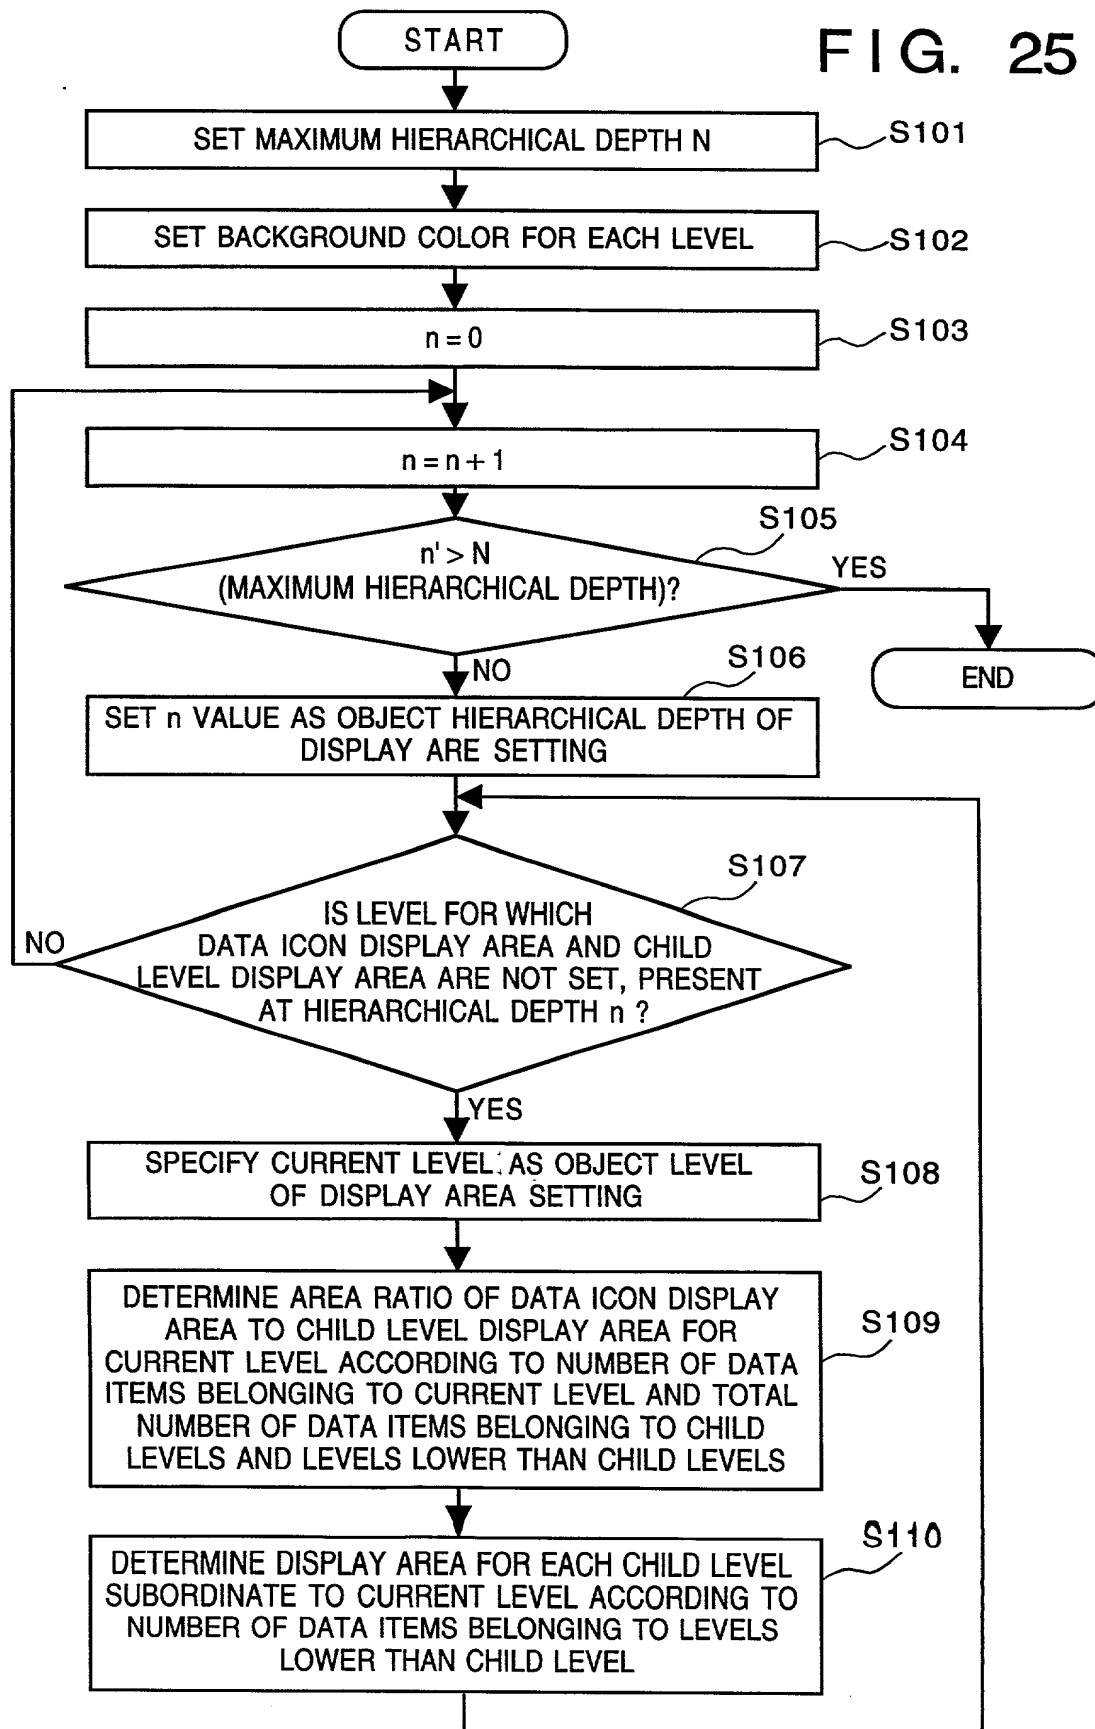 START
FIG. 25
SET MAXIMUM HIERARCHICAL DEPTH N
S101
SET BACKGROUND COLOR FOR EACH LEVEL
S102
n = 0
S103
n = n + 1
S104
S105
n' > N
(MAXIMUM HIERARCHICAL DEPTH)?
YES
END
NO
S106
SET n VALUE AS OBJECT HIERARCHICAL DEPTH OF
DISPLAY ARE SETTING
S107
IS LEVEL FOR WHICH
DATA ICON DISPLAY AREA AND CHILD
LEVEL DISPLAY AREA ARE NOT SET, PRESENT
AT HIERARCHICAL DEPTH n ?
NO
YES
SPECIFY CURRENT LEVEL AS OBJECT LEVEL
OF DISPLAY AREA SETTING
S108
DETERMINE AREA RATIO OF DATA ICON DISPLAY
AREA TO CHILD LEVEL DISPLAY AREA FOR
CURRENT LEVEL ACCORDING TO NUMBER OF DATA
ITEMS BELONGING TO CURRENT LEVEL AND TOTAL
NUMBER OF DATA ITEMS BELONGING TO CHILD
LEVELS AND LEVELS LOWER THAN CHILD LEVELS
S109
DETERMINE DISPLAY AREA FOR EACH CHILD LEVEL
SUBORDINATE TO CURRENT LEVEL ACCORDING TO
NUMBER OF DATA ITEMS BELONGING TO LEVELS
LOWER THAN CHILD LEVEL
S110